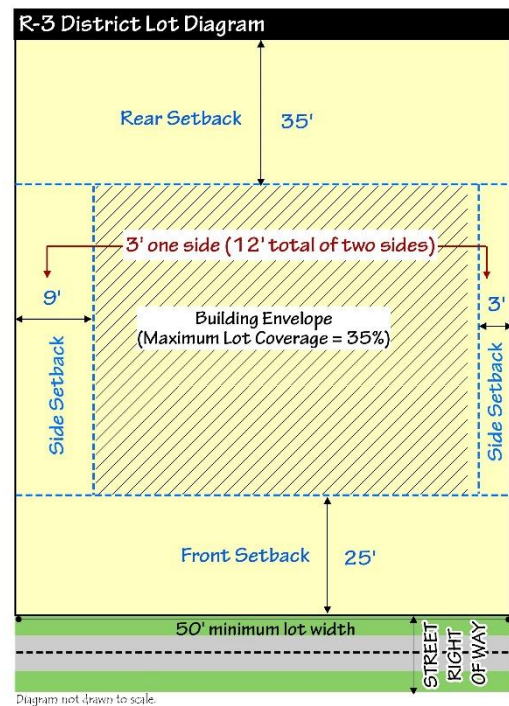 R-3 District Lot Diagram
Rear Setback 35'
3' one side (12' total of two sides)
9'
3'
Building Envelope
(Maximum Lot Coverage = 35%)
Side Setback
Side Setback
Front Setback 25'
50' minimum lot width
STREET
RIGHT
OF WAY
Diagram not drawn to scale.